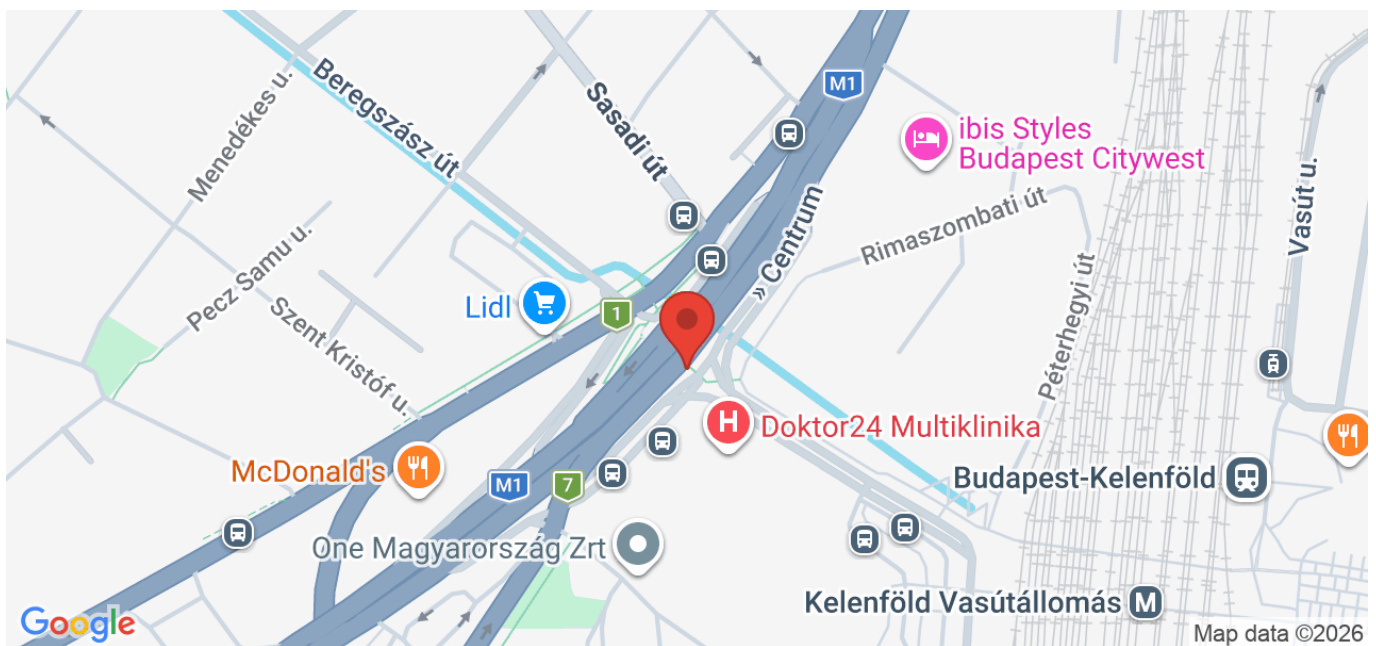 M1
ibis Styles
Budapest Citywest
Menedékes u.
Beregszász út
Sasadi út
Vasút u.
» Centrum
Rimaszombati út
Pecz Samu u.
Lidl
1
Szent Kristóf u.
Péterhegyi út
H
Doktor24 Multiklinika
McDonald's
M1
7
Budapest-Kelenföld
One Magyarország Zrt
Kelenföld Vasútállomás M
Google
Map data ©2026